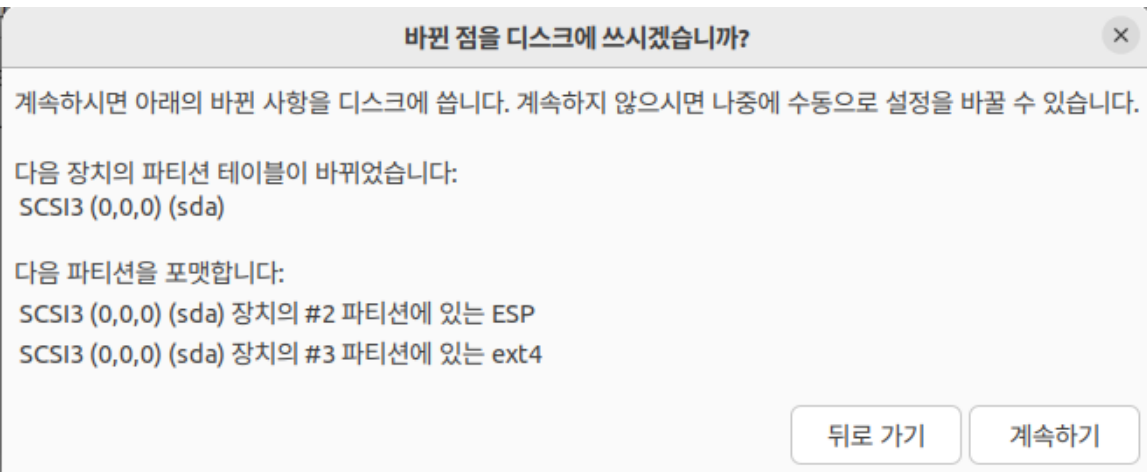 바뀐 점을 디스크에 쓰시겠습니까?
계속하시면 아래의 바뀐 사항을 디스크에 씁니다. 계속하지 않으시면 나중에 수동으로 설정을 바꿀 수 있습니다.
다음 장치의 파티션 테이블이 바뀌었습니다:
SCSI3 (0,0,0) (sda)
다음 파티션을 포맷합니다:
SCSI3 (0,0,0) (sda) 장치의 #2 파티션에 있는 ESP
SCSI3 (0,0,0) (sda) 장치의 #3 파티션에 있는 ext4
뒤로 가기 계속하기